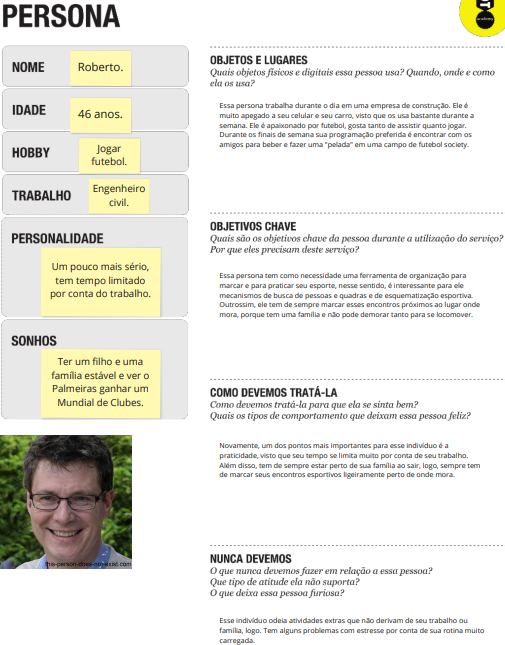 PERSONA
academy
NOME
Roberto.
IDADE
46 anos.
HOBBY
Jogar
futebol.
TRABALHO
Engenheiro
civil.
PERSONALIDADE
Um pouco mais sério,
tem tempo limitado
por conta do trabalho.
SONHOS
Ter um filho e uma
família estável e ver o
Palmeiras ganhar um
Mundial de Clubes.
this-person-does-not-exist.com
OBJETOS E LUGARES
Quais objetos físicos e digitais essa pessoa usa? Quando, onde e como
ela os usa?
Essa persona trabalha durante o dia em uma empresa de construção. Ele é
muito apegado a seu celular e seu carro, visto que os usa bastante durante a
semana. Ele é apaixonado por futebol, gosta tanto de assistir quanto jogar.
Durante os finais de semana sua programação preferida é encontrar com os
amigos para beber e fazer uma "pelada" em uma campo de futebol society.
OBJETIVOS CHAVE
Quais são os objetivos chave da pessoa durante a utilização do serviço?
Por que eles precisam deste serviço?
Essa persona tem como necessidade uma ferramenta de organização para
marcar e para praticar seu esporte, nesse sentido, é interessante para ele
mecanismos de busca de pessoas e quadras e de esquematização esportiva.
Outrossim, ele tem de sempre marcar esses encontros próximos ao lugar onde
mora, porque tem uma família e não pode demorar tanto para se locomover.
COMO DEVEMOS TRATÁ-LA
Como devemos tratá-la para que ela se sinta bem?
Quais os tipos de comportamento que deixam essa pessoa feliz?
Novamente, um dos pontos mais importantes para esse indivíduo é a
praticidade, visto que seu tempo se limita muito por conta de seu trabalho.
Além disso, tem de sempre estar perto de sua família ao sair, logo, sempre tem
de marcar seus encontros esportivos ligeiramente perto de onde mora.
NUNCA DEVEMOS
O que nunca devemos fazer em relação a essa pessoa?
Que tipo de atitude ela não suporta?
O que deixa essa pessoa furiosa?
Esse indivíduo odeia atividades extras que não derivam de seu trabalho ou
família, logo. Tem alguns problemas com estresse por conta de sua rotina muito
carregada.